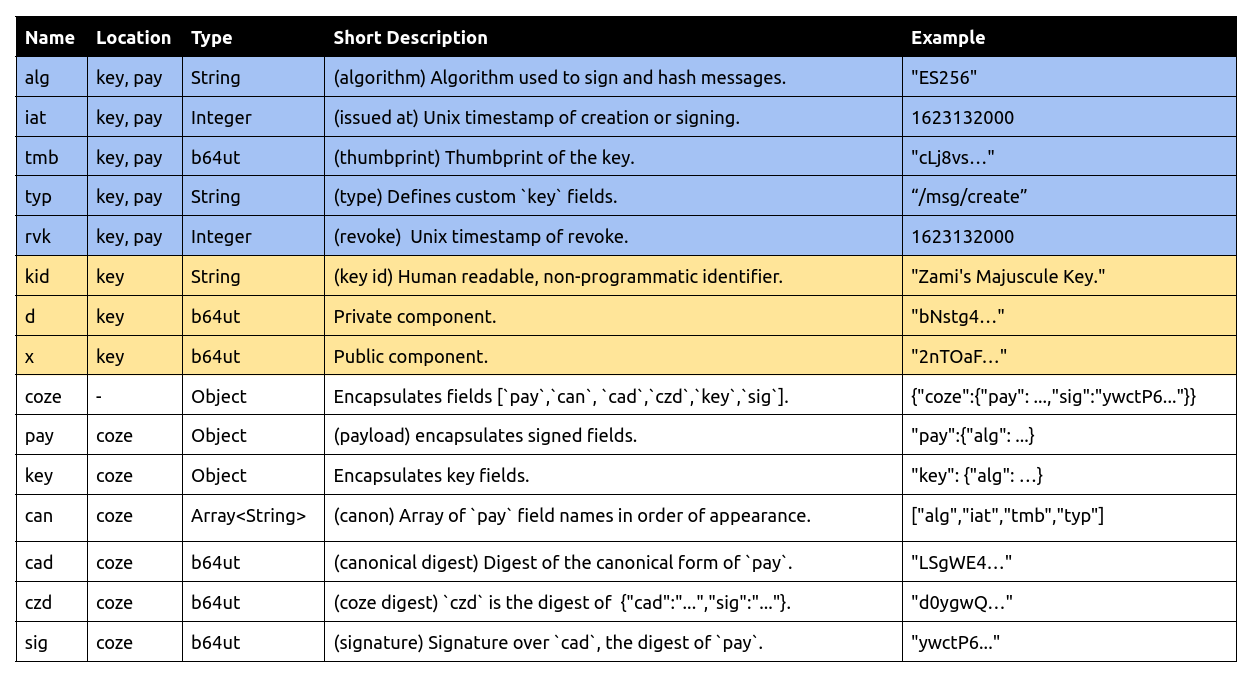 Name Location Type Short Description Example
alg key, pay String (algorithm) Algorithm used to sign and hash messages. "ES256"
iat key, pay Integer (issued at) Unix timestamp of creation or signing. 1623132000
tmb key, pay b64ut (thumbprint) Thumbprint of the key. "cLj8vs…"
typ key, pay String (type) Defines custom `key` fields. “/msg/create”
rvk key, pay Integer (revoke)  Unix timestamp of revoke. 1623132000
kid key String (key id) Human readable, non-programmatic identifier. "Zami's Majuscule Key."
d key b64ut Private component. "bNstg4…"
x key b64ut Public component. "2nTOaF…"
coze - Object Encapsulates fields [`pay`,`can`, `cad`,`czd`,`key`,`sig`]. {"coze":{"pay": ...,"sig":"ywctP6..."}}
pay coze Object (payload) encapsulates signed fields. "pay":{"alg": ...}
key coze Object Encapsulates key fields. "key": {"alg": …}
can coze Array<String> (canon) Array of `pay` field names in order of appearance. ["alg","iat","tmb","typ"]
cad coze b64ut (canonical digest) Digest of the canonical form of `pay`. "LSgWE4…"
czd coze b64ut (coze digest) `czd` is the digest of  {"cad":"...","sig":"..."}. "d0ygwQ…"
sig coze b64ut (signature) Signature over `cad`, the digest of `pay`. "ywctP6..."